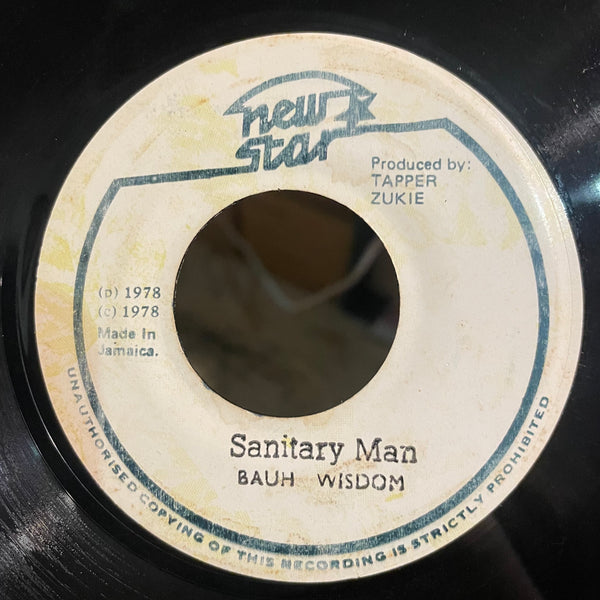 new
star
Produced by:
TAPPER
ZUKIE
(p) 1978
(c) 1978
Made In
Jamaica.
Sanitary Man
BAUH WISDOM
UNAUTHORISED COPYING OF THIS RECORDING IS STRICTLY PROHIBITED